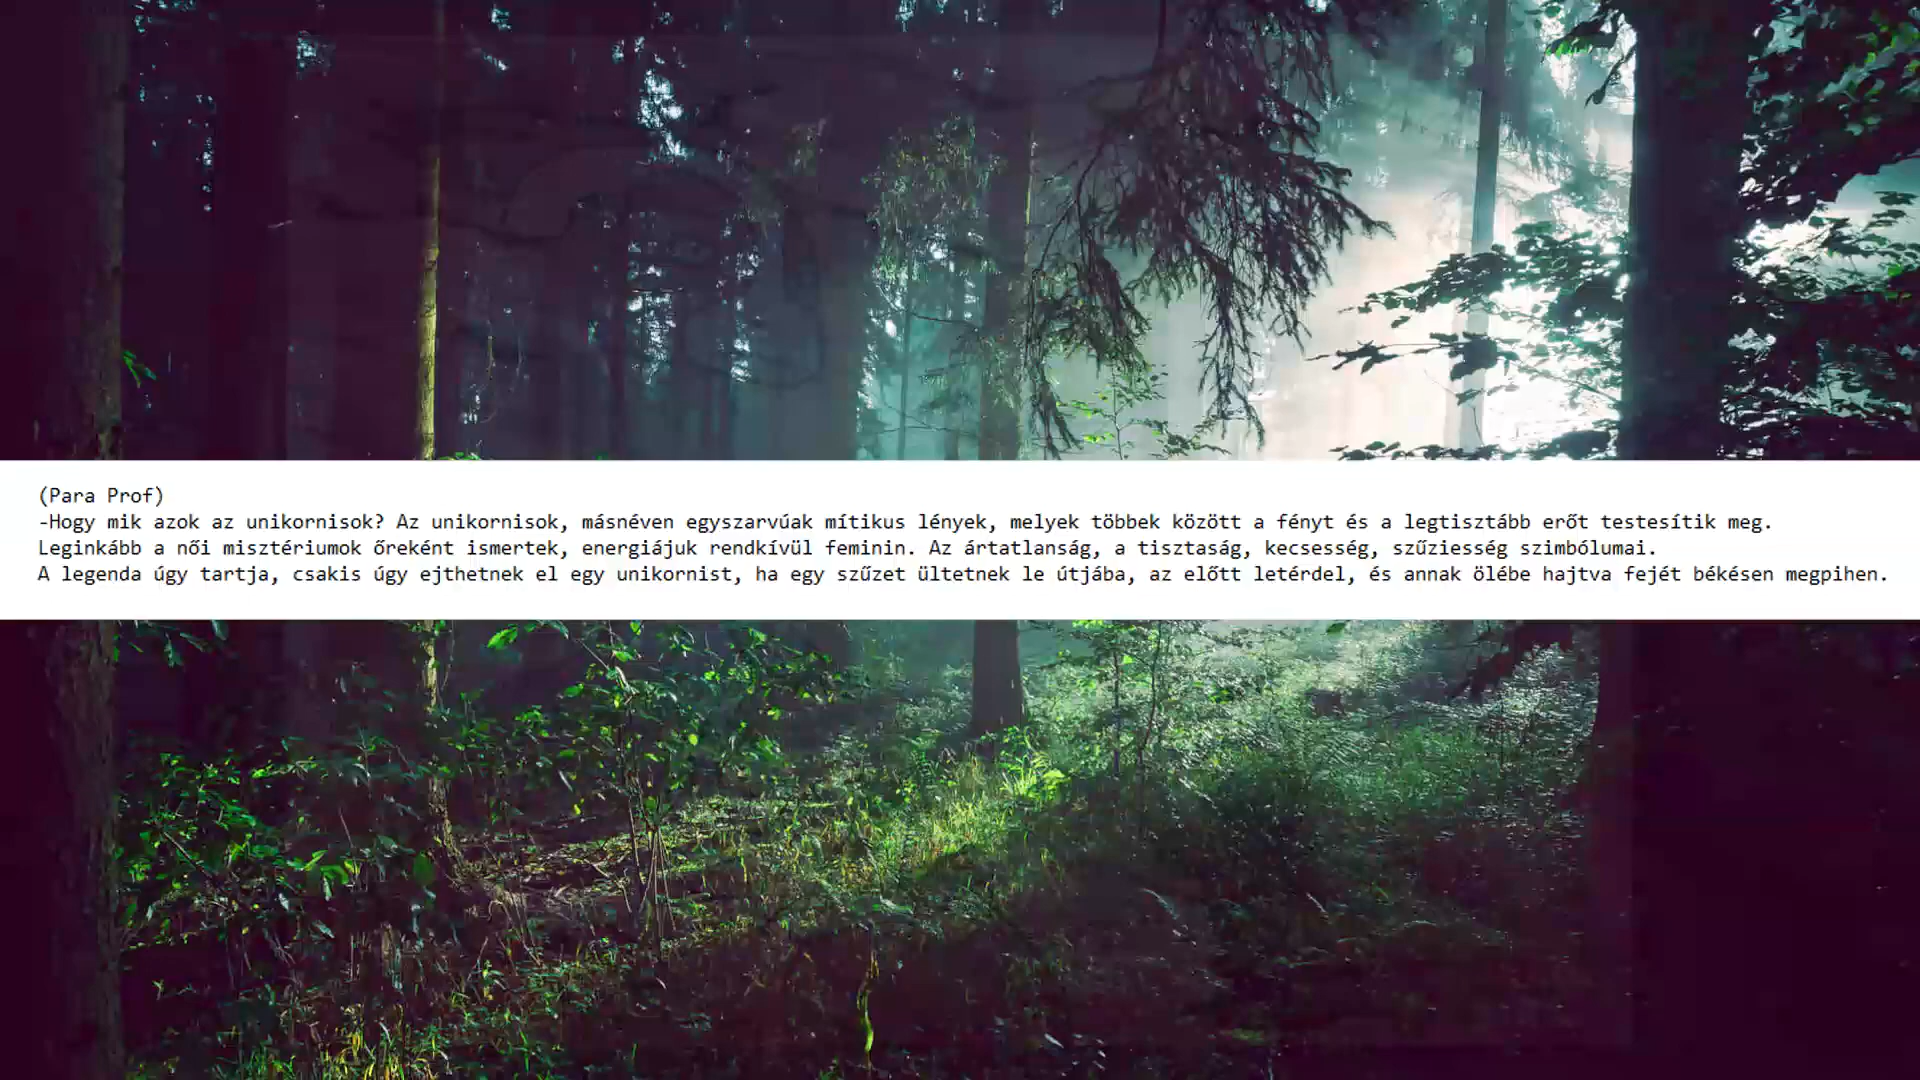 (Para Prof)
-Hogy mik azok az unikornisok? Az unikornisok, másnéven egyszarvúak mítikus lények, melyek többek között a fényt és a legtisztább erőt testesítik meg.
Leginkább a női misztériumok őreként ismertek, energiájuk rendkívül feminin. Az ártatlanság, a tisztaság, kecsesség, szűziesség szimbólumai.
A legenda úgy tartja, csakis úgy ejthetnek el egy unikornist, ha egy szűzet ültetnek le útjába, az előtt letérdel, és annak ölébe hajtva fejét békésen megpihen.